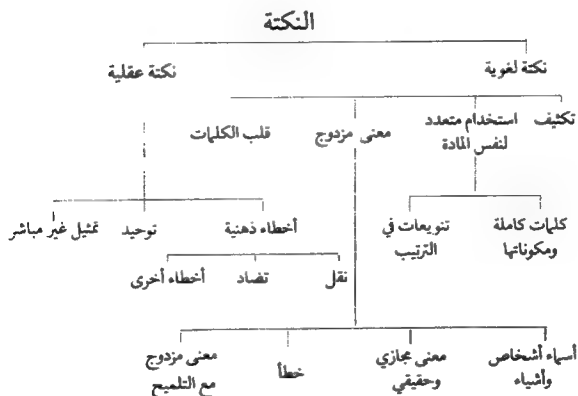 النكتة
نكتة لغوية
نكتة عقلية
تكثيف
استخدام متعدد
لنفس المادة
معنى مزدوج
قلب الكلمات
كلمات كاملة
ومكوناتها
تنويعات في
الترتيب
أخطاء ذهنية
توحيد
تمثيل غير مباشر
نقل
تضاد
أخطاء أخرى
أسماء أشخاص
وأشياء
معنى مجازي
وحقيقي
خطأ
معنى مزدوج
مع التلميح